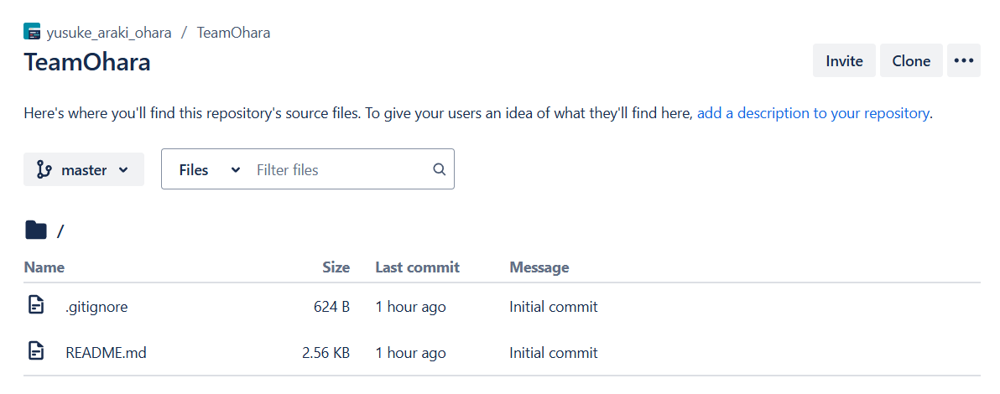 yusuke_araki_ohara / TeamOhara
TeamOhara
Invite Clone •••
Here's where you'll find this repository's source files. To give your users an idea of what they'll find here, add a description to your repository.
master Files Filter files
/
Name Size Last commit Message
.gitignore 624 B 1 hour ago Initial commit
README.md 2.56 KB 1 hour ago Initial commit